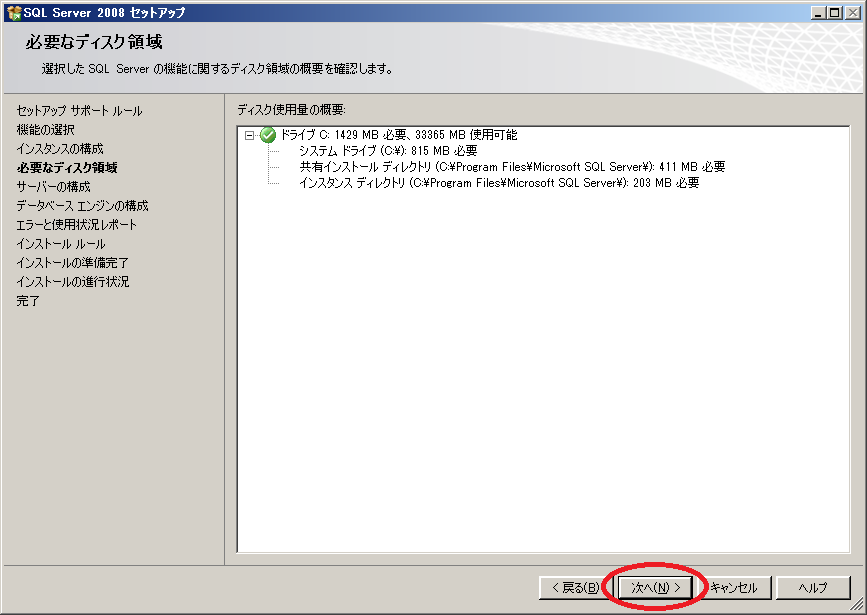 SQL Server 2008 セットアップ
必要なディスク領域
選択した SQL Server の機能に関するディスク領域の概要を確認します。
セットアップ サポート ルール
機能の選択
インスタンスの構成
必要なディスク領域
サーバーの構成
データベース エンジンの構成
エラーと使用状況レポート
インストール ルール
インストールの準備完了
インストールの進行状況
完了
ディスク使用量の概要:
ドライブ C: 1429 MB 必要、33365 MB 使用可能
システム ドライブ (C:¥): 815 MB 必要
共有インストール ディレクトリ (C:¥Program Files¥Microsoft SQL Server¥): 411 MB 必要
インスタンス ディレクトリ (C:¥Program Files¥Microsoft SQL Server¥): 203 MB 必要
< 戻る(B) 次へ(N) > キャンセル ヘルプ